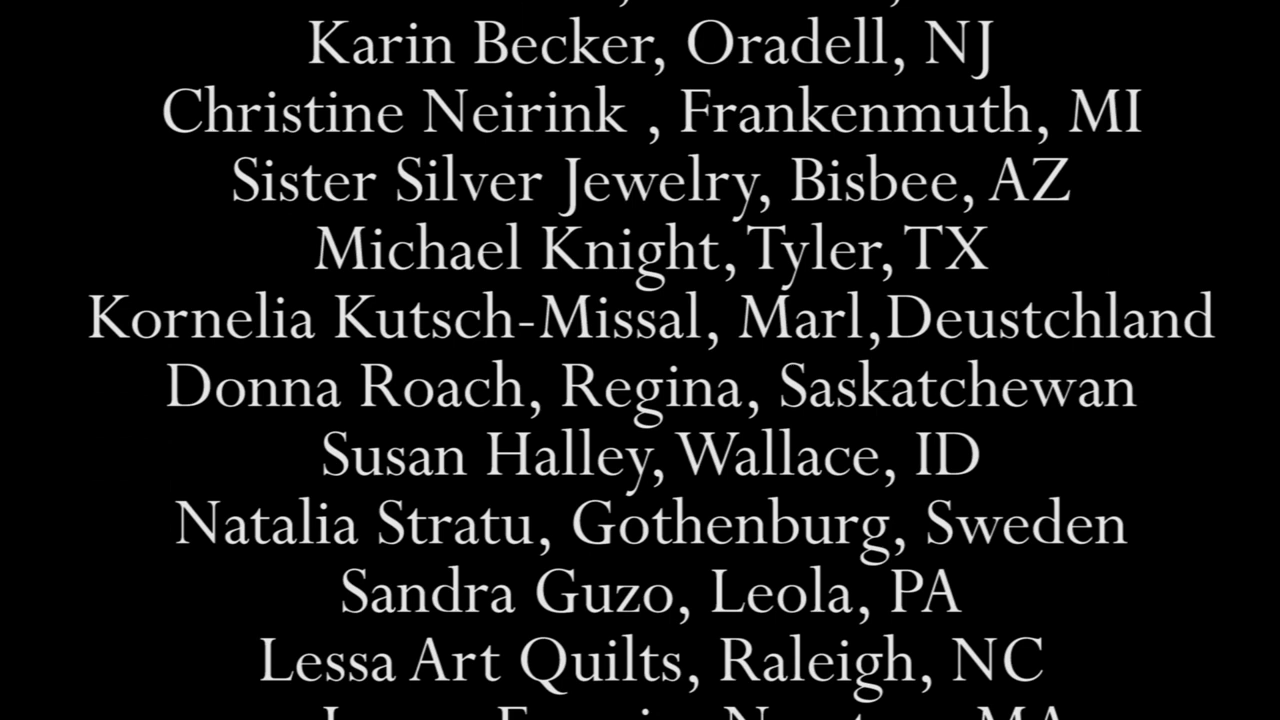 Karin Becker, Oradell, NJ
Christine Neirink , Frankenmuth, MI
Sister Silver Jewelry, Bisbee, AZ
Michael Knight, Tyler, TX
Kornelia Kutsch-Missal, Marl,Deustchland
Donna Roach, Regina, Saskatchewan
Susan Halley, Wallace, ID
Natalia Stratu, Gothenburg, Sweden
Sandra Guzo, Leola, PA
Lessa Art Quilts, Raleigh, NC